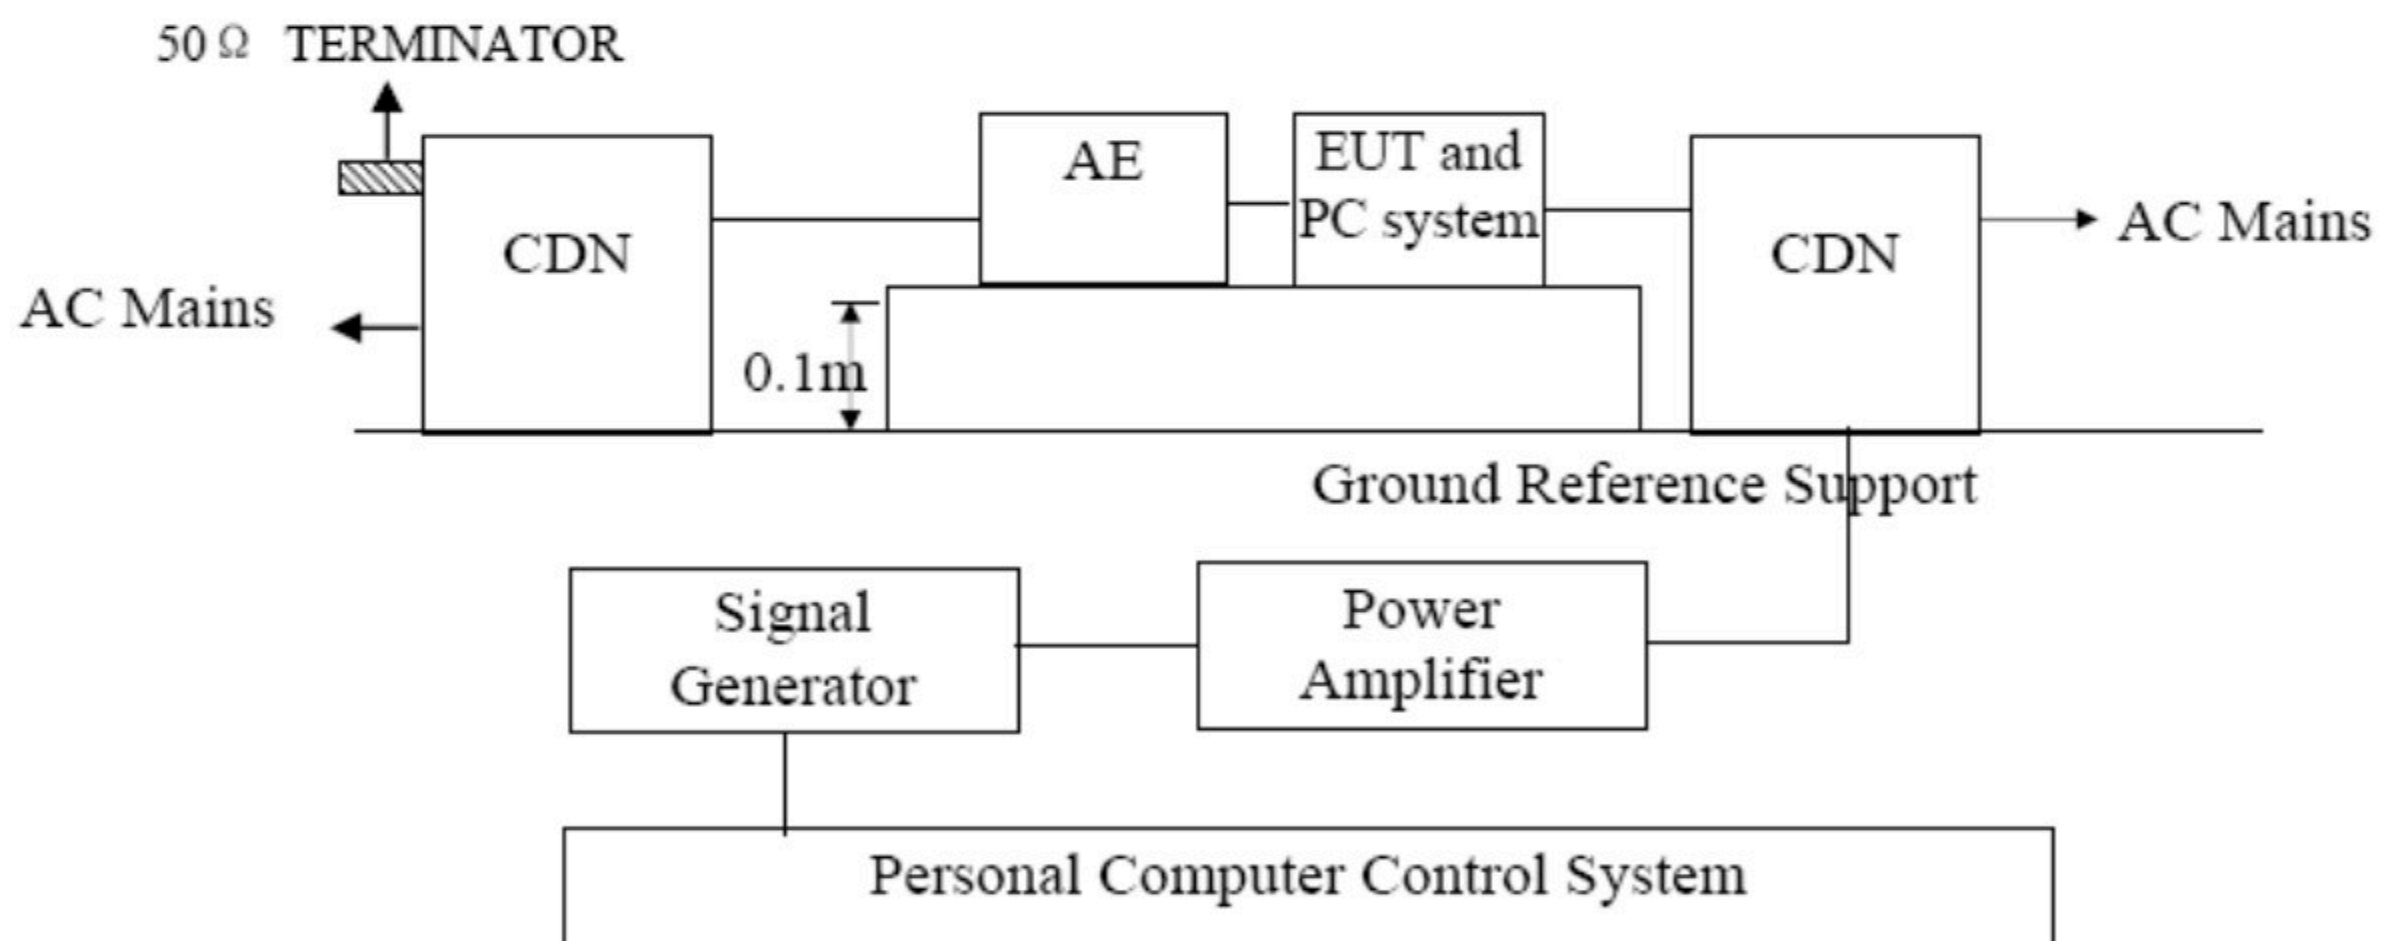 50Ω TERMINATOR
AE
EUT and
PC system
CDN
CDN
AC Mains
AC Mains
0.1m
Ground Reference Support
Signal
Generator
Power
Amplifier
Personal Computer Control System